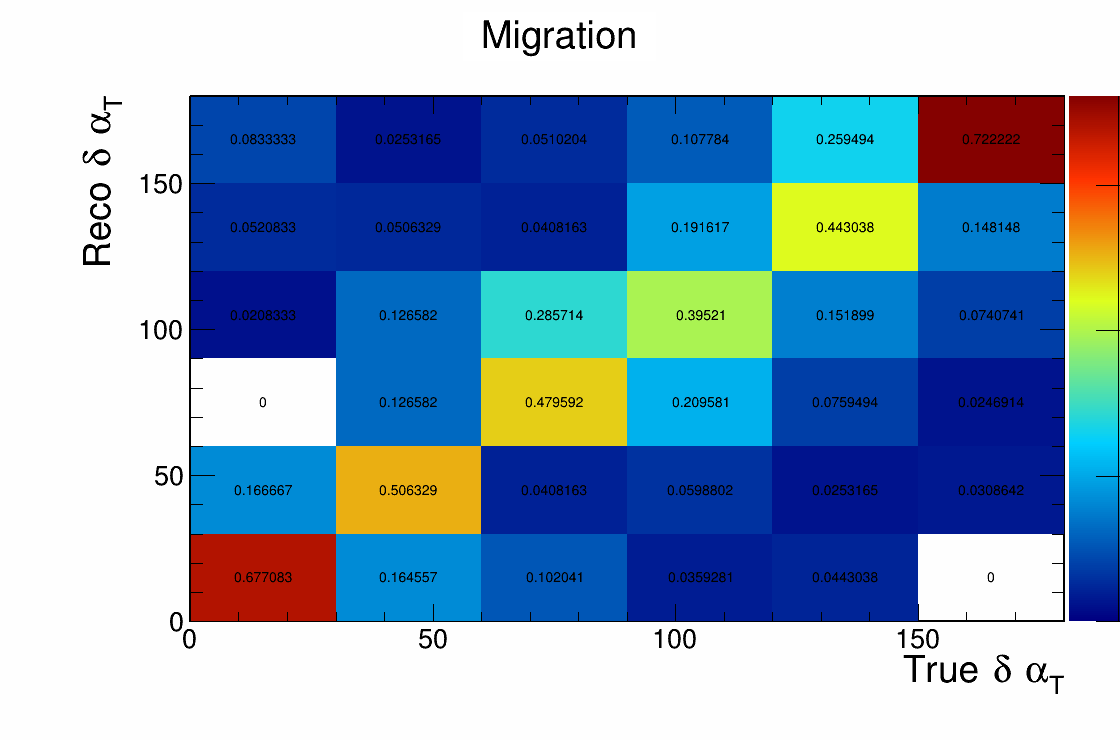 Migration
Reco δ αT
0.0833333 0.0253165 0.0510204 0.107784 0.259494 0.722222
150
0.0520833 0.0506329 0.0408163 0.191617 0.443038 0.148148
0.0208333 0.126582 0.285714 0.39521 0.151899 0.0740741
100
0 0.126582 0.479592 0.209581 0.0759494 0.0246914
50
0.166667 0.506329 0.0408163 0.0598802 0.0253165 0.0308642
0.677083 0.164557 0.102041 0.0359281 0.0443038 0
0
0 50 100 150
True δ αT